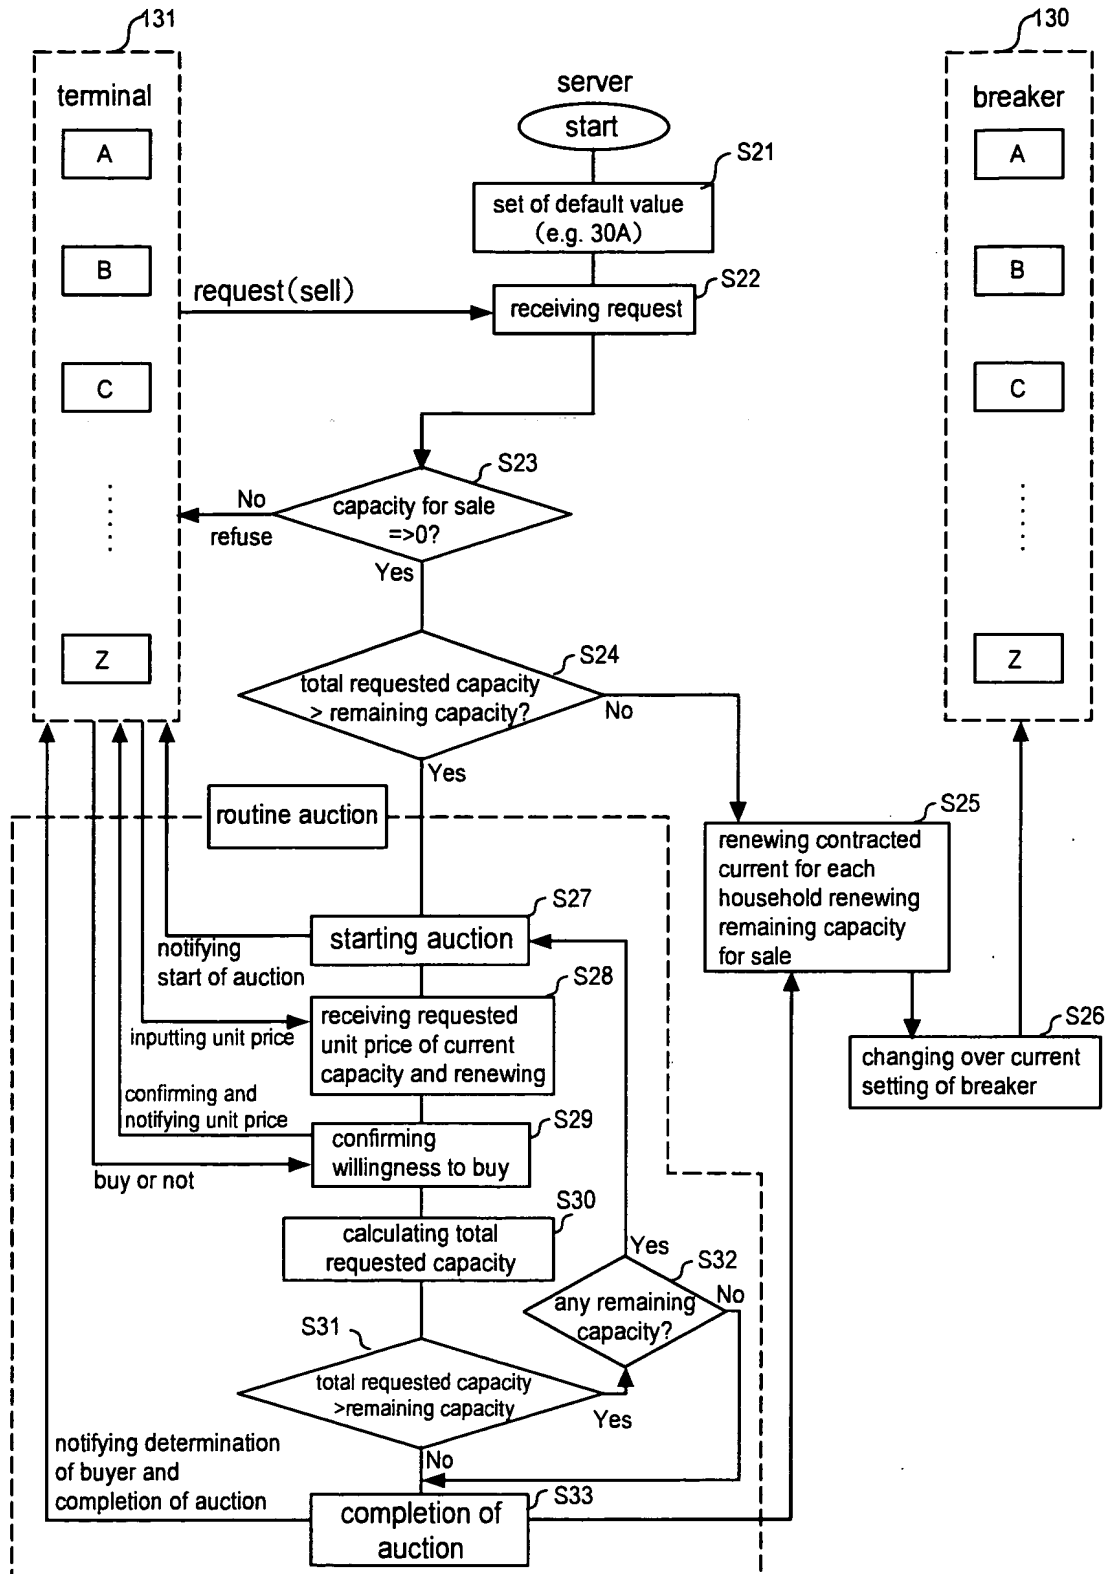 131
130
terminal
server
breaker
start
A
A
S21
set of default value
(e.g. 30A)
B
B
request(sell)
S22
receiving request
C
C
S23
No
capacity for sale
=>0?
refuse
Yes
Z
Z
S24
total requested capacity
> remaining capacity?
No
Yes
routine auction
S25
renewing contracted
current for each
household renewing
remaining capacity
for sale
S27
starting auction
notifying
start of auction
S28
receiving requested
unit price of current
capacity and renewing
inputting unit price
S26
changing over current
setting of breaker
confirming and
notifying unit price
S29
confirming
willingness to buy
buy or not
S30
calculating total
requested capacity
Yes
S32
any remaining
capacity?
No
S31
total requested capacity
>remaining capacity
Yes
No
notifying determination
of buyer and
completion of auction
S33
completion of
auction